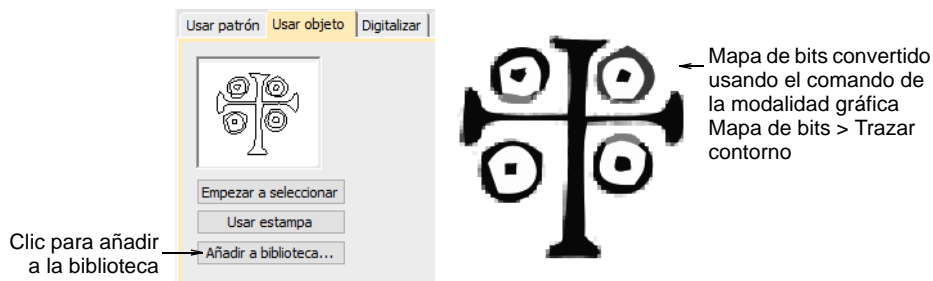 Usar patrón Usar objeto Digitalizar
Empezar a seleccionar
Usar estampa
Añadir a biblioteca...
Clic para añadir
a la biblioteca
Mapa de bits convertido
usando el comando de
la modalidad gráfica
Mapa de bits > Trazar
contorno